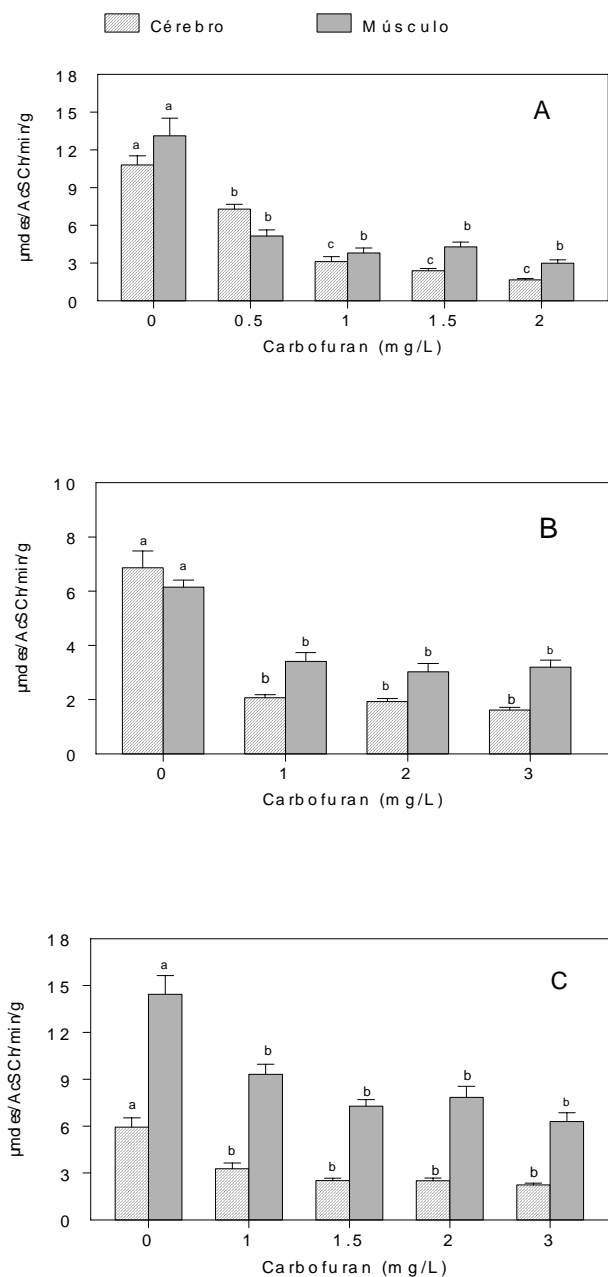 Cérebro Músculo
A
18
15
12
9
6
3
0
µmoles/AcSCh/min/g
a a
b b
c b
c b
c b
0 0.5 1 1.5 2
Carbofuran (mg/L)
B
10
8
6
4
2
0
µmoles/AcSCh/min/g
a a
b b
b b
b b
0 1 2 3
Carbofuran (mg/L)
C
18
15
12
9
6
3
0
µmoles/AcSCh/min/g
a a
b b
b b
b b
b b
0 1 1.5 2 3
Carbofuran (mg/L)